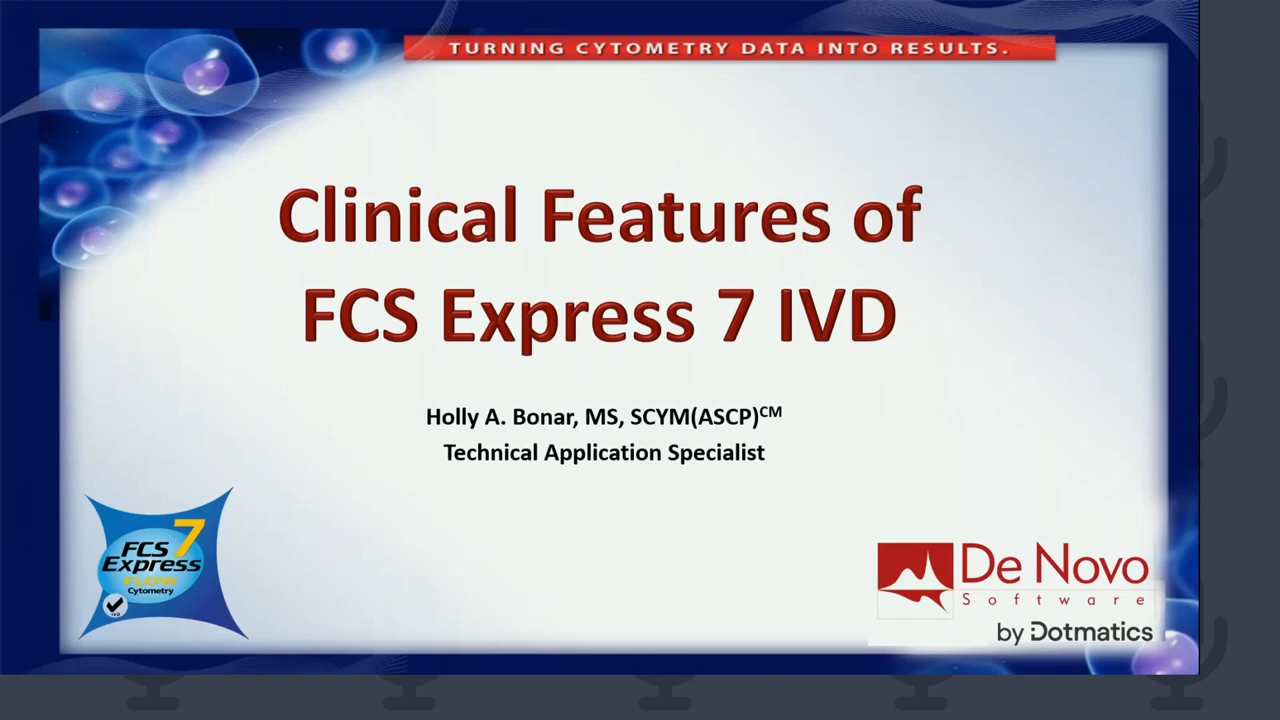 TURNING CYTOMETRY DATA INTO RESULTS.
Clinical Features of
FCS Express 7 IVD
Holly A. Bonar, MS, SCYM(ASCP)CM
Technical Application Specialist
FCS 7
Express
FLOW
Cytometry
IVD
De Novo
Software
by Dotmatics